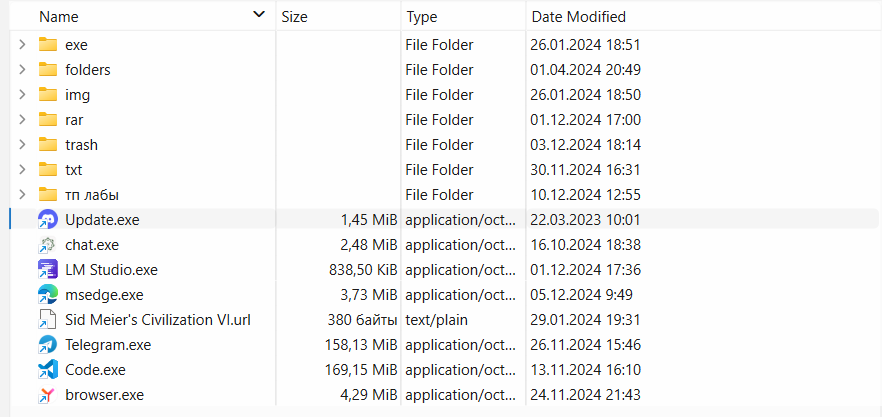 Name Size Type Date Modified
exe File Folder 26.01.2024 18:51
folders File Folder 01.04.2024 20:49
img File Folder 26.01.2024 18:50
rar File Folder 01.12.2024 17:00
trash File Folder 03.12.2024 18:14
txt File Folder 30.11.2024 16:31
тп лабы File Folder 10.12.2024 12:55
Update.exe 1,45 MiB application/oct... 22.03.2023 10:01
chat.exe 2,48 MiB application/oct... 16.10.2024 18:38
LM Studio.exe 838,50 KiB application/oct... 01.12.2024 17:36
msedge.exe 3,73 MiB application/oct... 05.12.2024 9:49
Sid Meier's Civilization VI.url 380 байты text/plain 29.01.2024 19:31
Telegram.exe 158,13 MiB application/oct... 26.11.2024 15:46
Code.exe 169,15 MiB application/oct... 13.11.2024 16:10
browser.exe 4,29 MiB application/oct... 24.11.2024 21:43